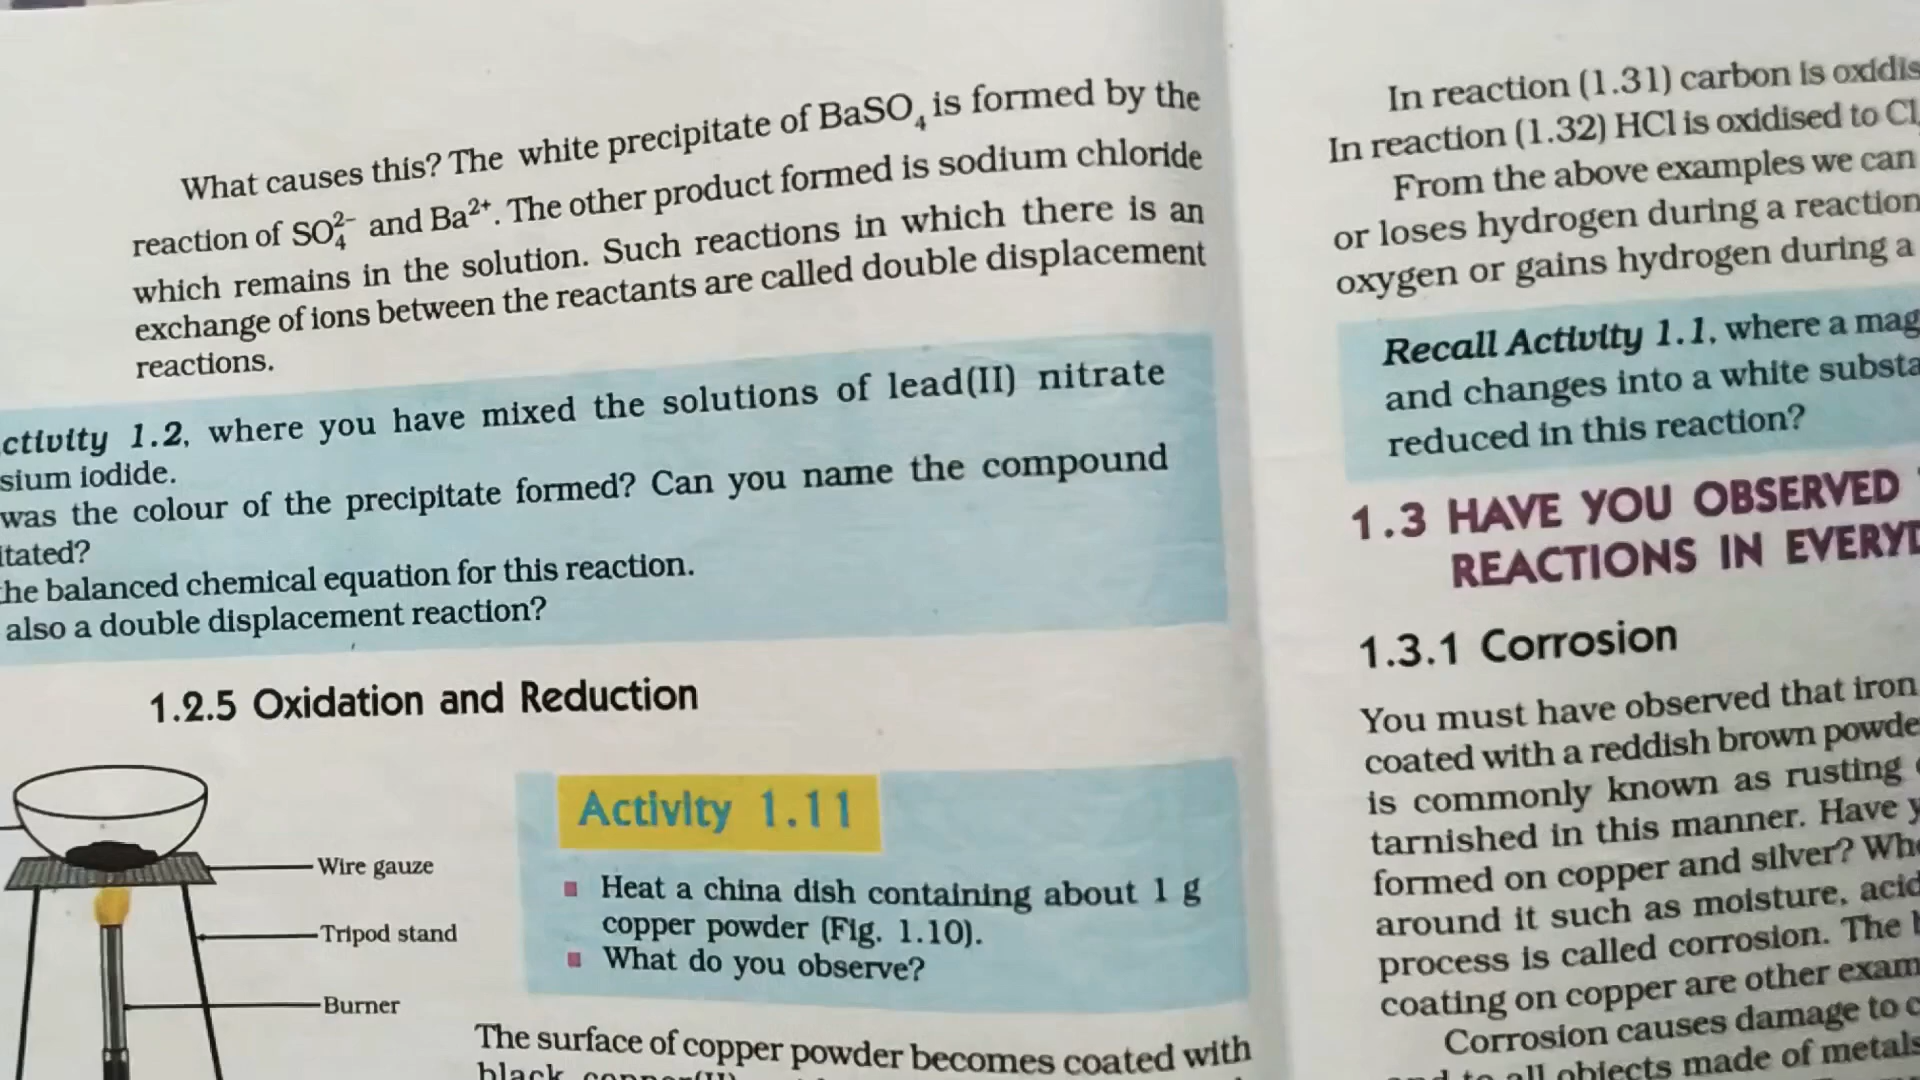 What causes this? The white precipitate of BaSO₄ is formed by the
reaction of SO₄²⁻ and Ba²⁺. The other product formed is sodium chloride
which remains in the solution. Such reactions in which there is an
exchange of ions between the reactants are called double displacement
reactions.
ctivity 1.2, where you have mixed the solutions of lead(II) nitrate
sium iodide.
was the colour of the precipitate formed? Can you name the compound
itated?
he balanced chemical equation for this reaction.
also a double displacement reaction?
1.2.5 Oxidation and Reduction
Wire gauze
Tripod stand
Burner
Activity 1.11
Heat a china dish containing about 1 g
copper powder (Fig. 1.10).
What do you observe?
The surface of copper powder becomes coated with
black
In reaction (1.31) carbon is oxidis
In reaction (1.32) HCl is oxidised to Cl
From the above examples we can
or loses hydrogen during a reaction
oxygen or gains hydrogen during a
Recall Activity 1.1, where a mag
and changes into a white substa
reduced in this reaction?
1.3 HAVE YOU OBSERVED
REACTIONS IN EVERYD
1.3.1 Corrosion
You must have observed that iron
coated with a reddish brown powde
is commonly known as rusting
tarnished in this manner. Have y
formed on copper and silver? Whe
around it such as moisture, acid
process is called corrosion. The b
coating on copper are other exam
Corrosion causes damage to c
to all objects made of metals